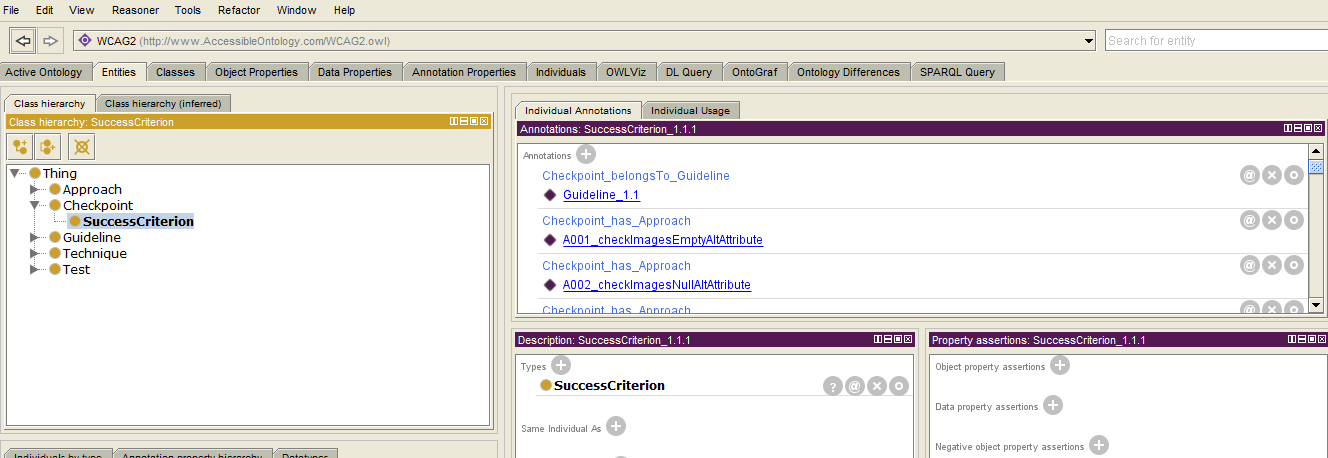 File Edit View Reasoner Tools Refactor Window Help
WCAG2 (http://www.AccessibleOntology.com/WCAG2.owl)
Search for entity
Active Ontology Entities Classes Object Properties Data Properties Annotation Properties Individuals OWLViz DL Query OntoGraf Ontology Differences SPARQL Query
Class hierarchy Class hierarchy (inferred)
Class hierarchy: SuccessCriterion
Thing
Approach
Checkpoint
SuccessCriterion
Guideline
Technique
Test
Individuals by type Annotation property hierarchy Datatypes
Individual Annotations Individual Usage
Annotations: SuccessCriterion_1.1.1
Annotations
Checkpoint_belongsTo_Guideline
Guideline_1.1
Checkpoint_has_Approach
A001_checkImagesEmptyAltAttribute
Checkpoint_has_Approach
A002_checkImagesNullAltAttribute
Checkpoint_has_Approach
Description: SuccessCriterion_1.1.1
Types
SuccessCriterion
Same Individual As
Property assertions: SuccessCriterion_1.1.1
Object property assertions
Data property assertions
Negative object property assertions